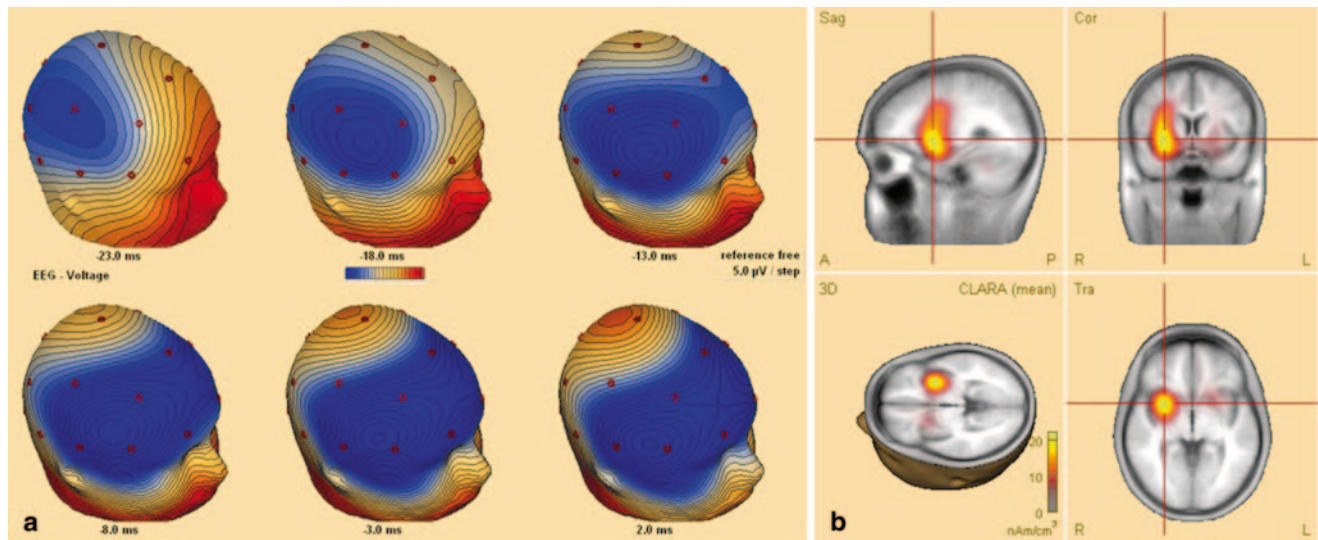 -23.0 ms
-18.0 ms
-13.0 ms
EEG - Voltage
reference free
5.0 µV / step
-8.0 ms
-3.0 ms
2.0 ms
a
Sag
Cor
A
P
R
L
3D
CLARA (mean)
Tra
20
10
0
nAm/cm³
R
L
b